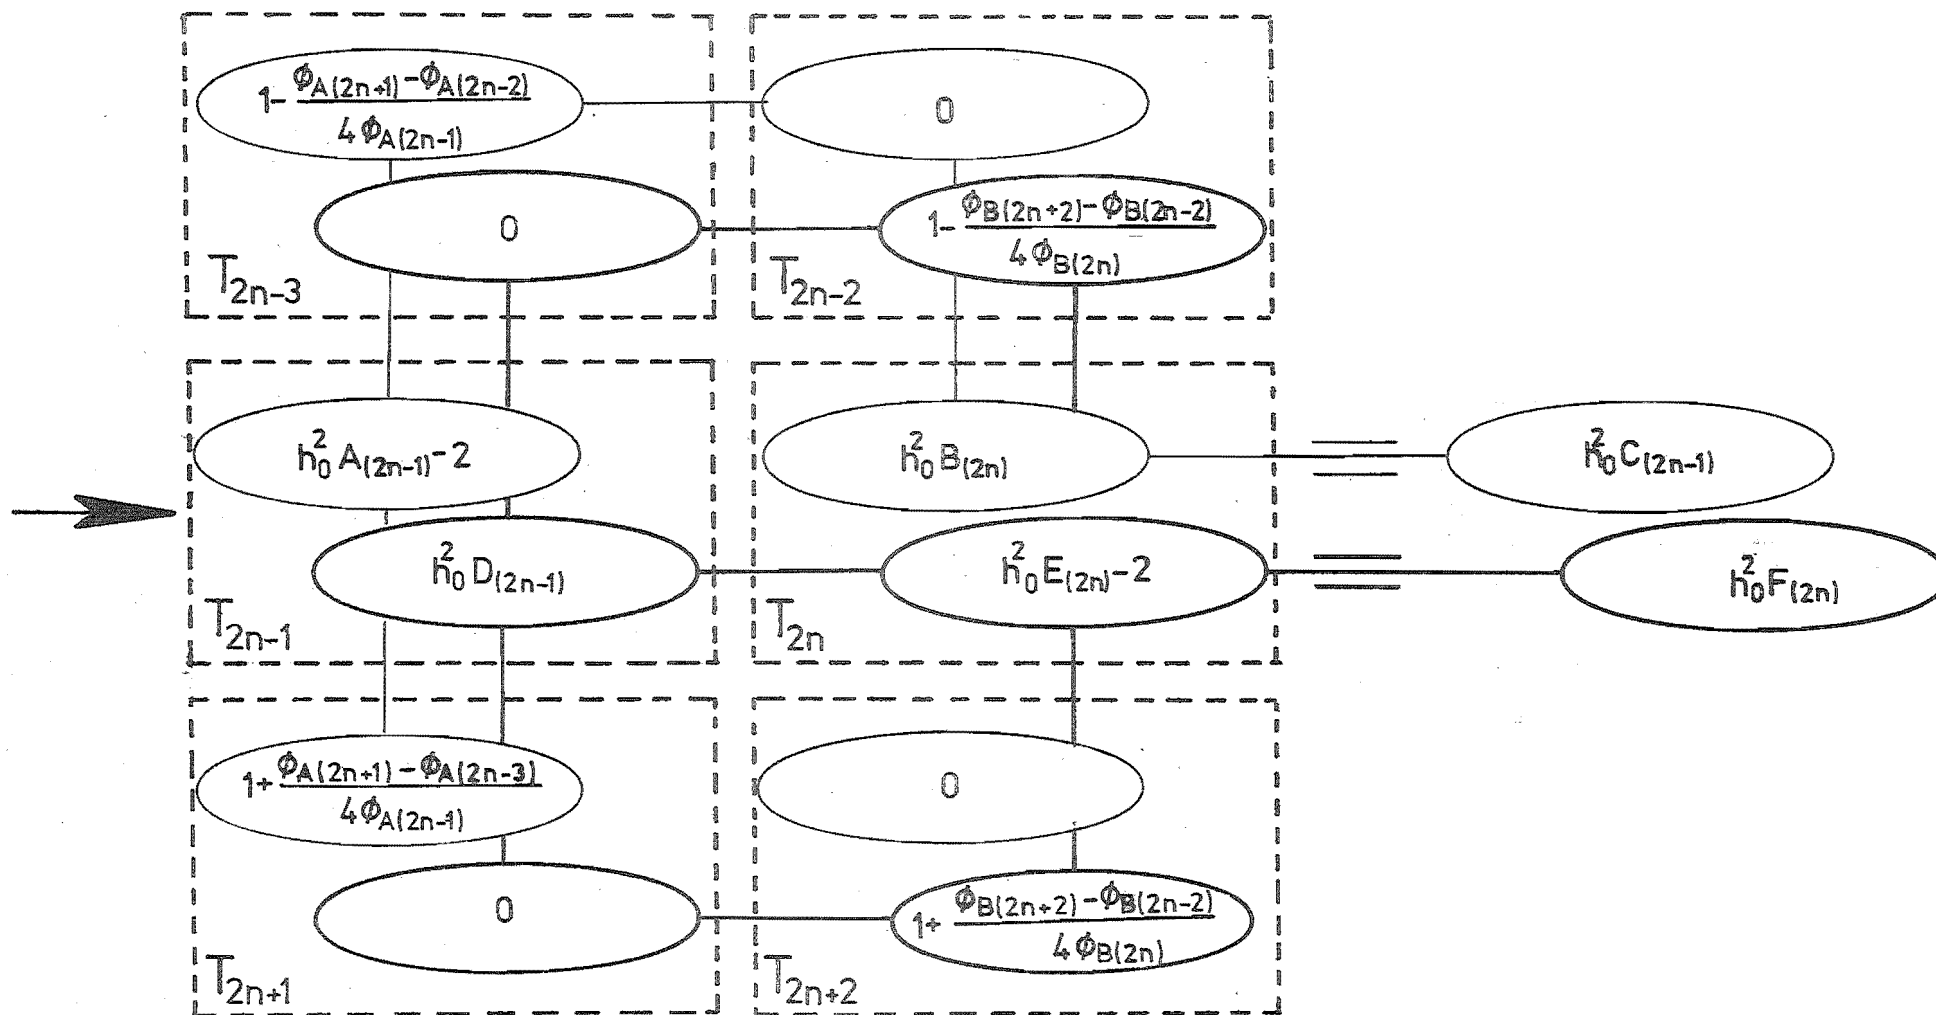 1- ϕA(2n+1) - ϕA(2n-2)
4ϕA(2n-1)
0
0
1- ϕB(2n+2) - ϕB(2n-2)
4ϕB(2n)
T2n-3
T2n-2
h₀² A(2n-1) - 2
h₀² B(2n)
h₀² C(2n-1)
h₀² D(2n-1)
h₀² E(2n) - 2
h₀² F(2n)
T2n-1
T2n
1+ ϕA(2n+1) - ϕA(2n-3)
4ϕA(2n-1)
0
0
1+ ϕB(2n+2) - ϕB(2n-2)
4ϕB(2n)
T2n+1
T2n+2